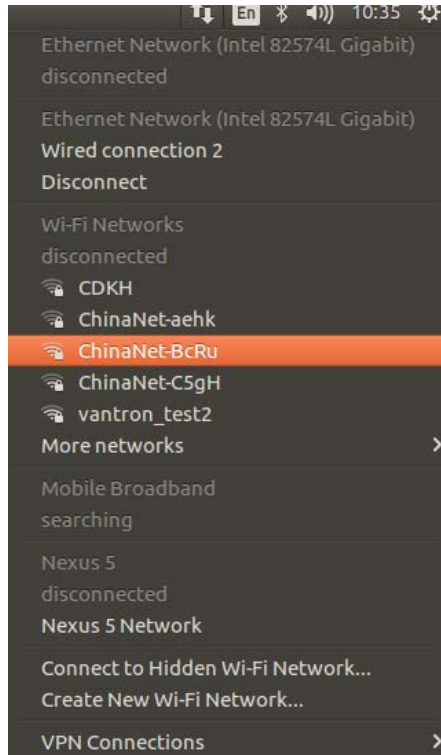 En 10:35
Ethernet Network (Intel 82574L Gigabit)
disconnected
Ethernet Network (Intel 82574L Gigabit)
Wired connection 2
Disconnect
Wi-Fi Networks
disconnected
CDKH
ChinaNet-aehk
ChinaNet-BcRu
ChinaNet-C5gH
vantron_test2
More networks
Mobile Broadband
searching
Nexus 5
disconnected
Nexus 5 Network
Connect to Hidden Wi-Fi Network...
Create New Wi-Fi Network...
VPN Connections